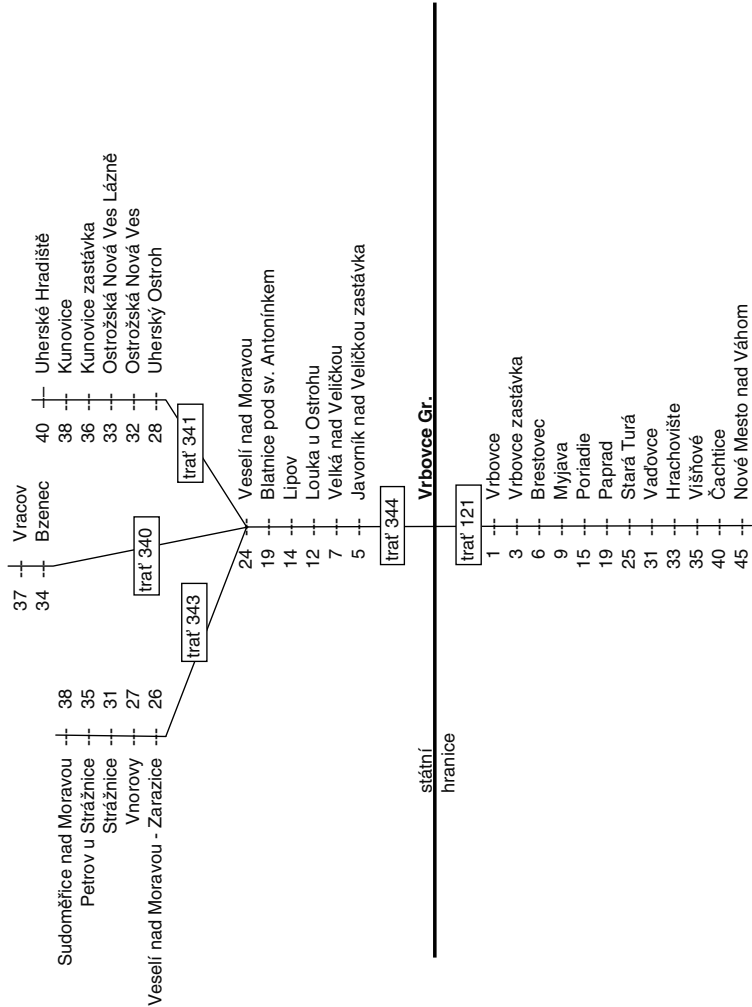 37 Vracov
34 Bzenec
trať 340
40 Uherské Hradiště
38 Kunovice
36 Kunovice zastávka
33 Ostrožská Nová Ves Lázně
32 Ostrožská Nová Ves
28 Uherský Ostroh
trať 341
Sudoměřice nad Moravou 38
Petrov u Strážnice 35
Strážnice 31
Vnorovy 27
Veselí nad Moravou - Zarazice 26
trať 343
24 Veselí nad Moravou
19 Blatnice pod sv. Antonínkem
14 Lipov
12 Louka u Ostrohu
7 Velká nad Veličkou
5 Javorník nad Veličkou zastávka
trať 344
státní
hranice
Vrbovce Gr.
trať 121
1 Vrbovce
3 Vrbovce zastávka
6 Brestovec
9 Myjava
15 Poriadie
19 Paprad
25 Stará Turá
31 Vaďovce
33 Hrachovište
35 Višňové
40 Čachtice
45 Nové Mesto nad Váhom